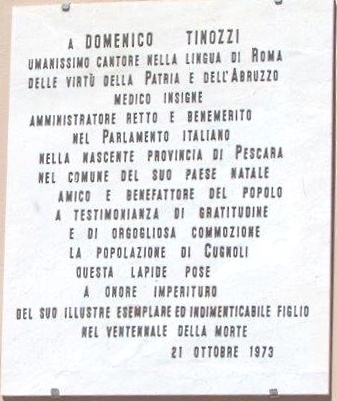 A DOMENICO TINOZZI
UMANISSIMO CANTORE NELLA LINGUA DI ROMA
DELLE VIRTÙ DELLA PATRIA E DELL'ABRUZZO
MEDICO INSIGNE
AMMINISTRATORE RETTO E BENEMERITO
NEL PARLAMENTO ITALIANO
NELLA NASCENTE PROVINCIA DI PESCARA
NEL COMUNE DEL SUO PAESE NATALE
AMICO E BENEFATTORE DEL POPOLO
A TESTIMONIANZA DI GRATITUDINE
E DI ORGOGLIOSA COMMOZIONE
LA POPOLAZIONE DI CUGNOLI
QUESTA LAPIDE POSE
A ONORE IMPERITURO
DEL SUO ILLUSTRE ESEMPLARE ED INDIMENTICABILE FIGLIO
NEL VENTENNALE DELLA MORTE
21 OTTOBRE 1973